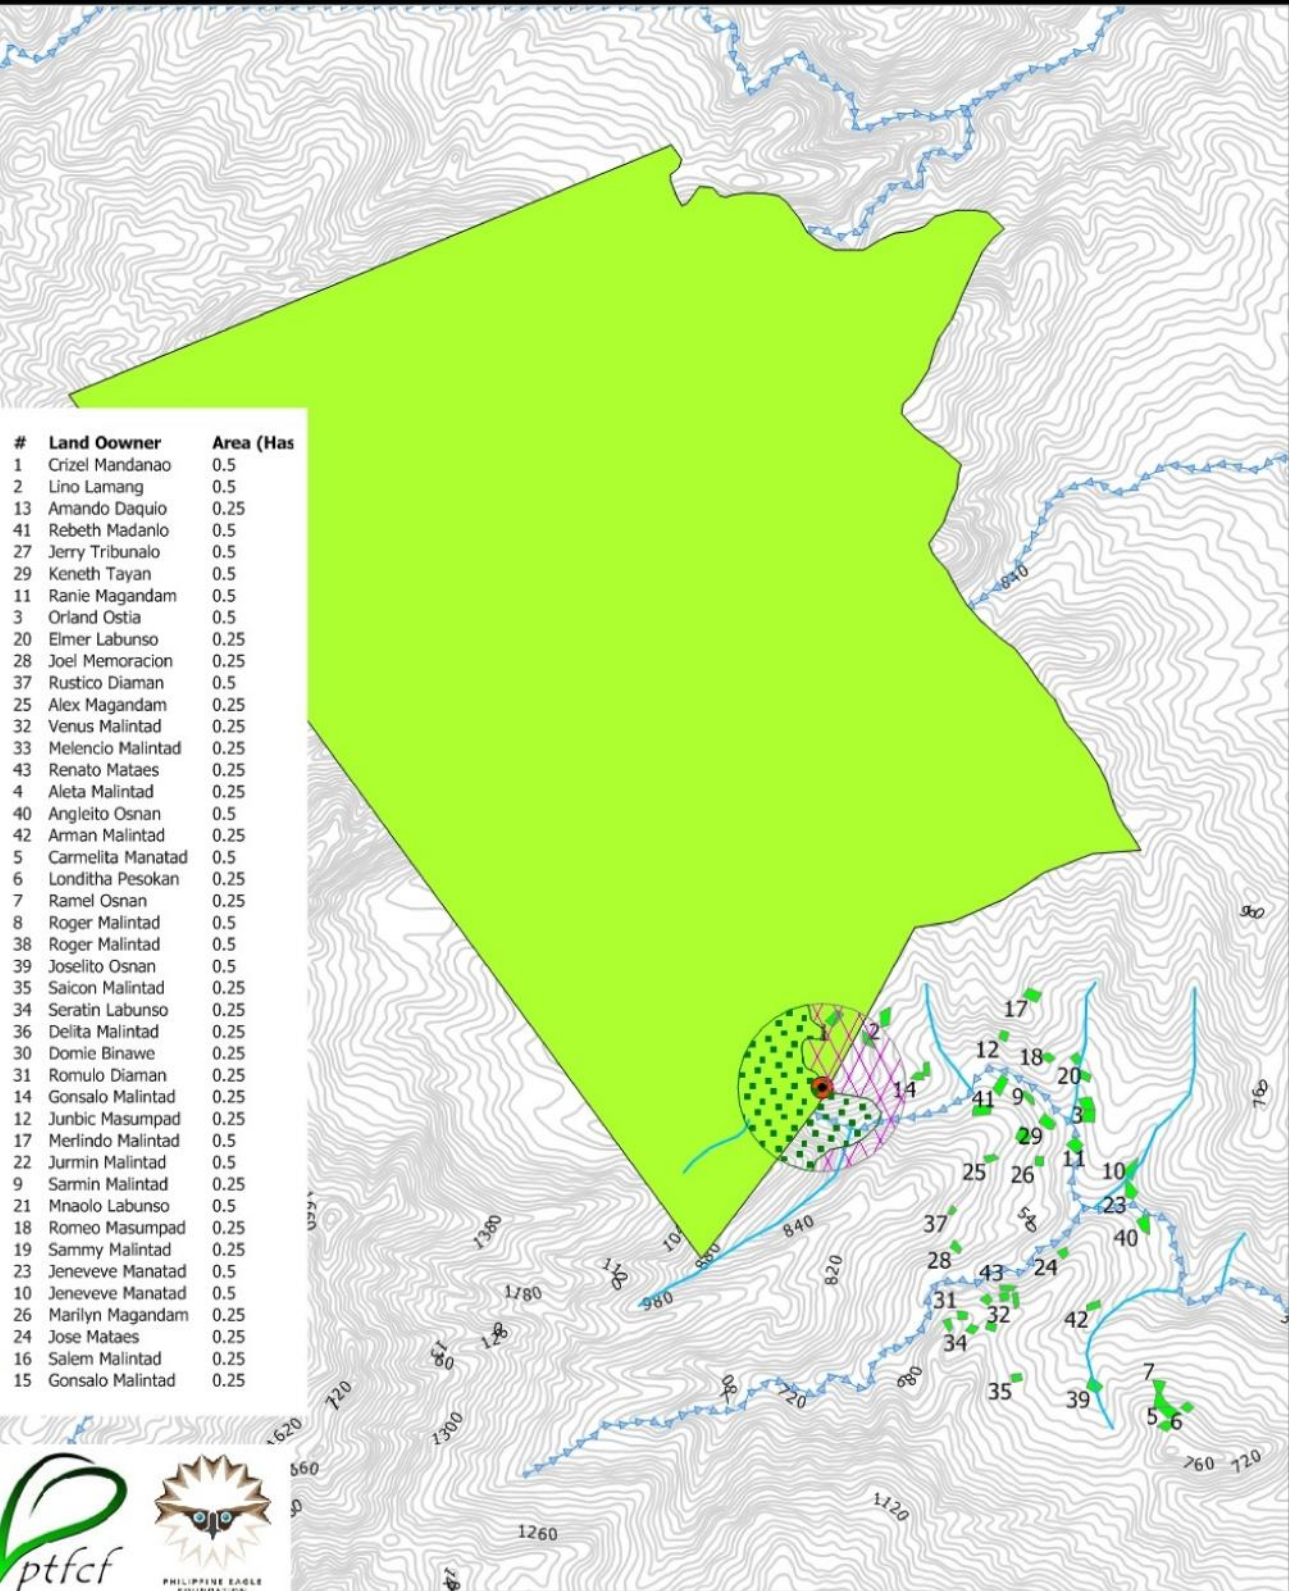 # Land Oowner Area (Has
1 Crizel Mandanao 0.5
2 Lino Lamang 0.5
13 Amando Daquio 0.25
41 Rebeth Madanlo 0.5
27 Jerry Tribunalo 0.5
29 Keneth Tayan 0.5
11 Ranie Magandam 0.5
3 Orland Ostia 0.5
20 Elmer Labunso 0.25
28 Joel Memoracion 0.25
37 Rustico Diaman 0.5
25 Alex Magandam 0.25
32 Venus Malintad 0.25
33 Melencio Malintad 0.25
43 Renato Mataes 0.25
4 Aleta Malintad 0.25
40 Angleito Osnan 0.5
42 Arman Malintad 0.25
5 Carmelita Manatad 0.5
6 Londitha Pesokan 0.25
7 Ramel Osnan 0.25
8 Roger Malintad 0.5
38 Roger Malintad 0.5
39 Joselito Osnan 0.5
35 Saicon Malintad 0.25
34 Seratin Labunso 0.25
36 Delita Malintad 0.25
30 Domie Binawe 0.25
31 Romulo Diaman 0.25
14 Gonsalo Malintad 0.25
12 Junbic Masumpad 0.25
17 Merlindo Malintad 0.5
22 Jurmin Malintad 0.5
9 Sarmin Malintad 0.25
21 Mnaolo Labunso 0.5
18 Romeo Masumpad 0.25
19 Sammy Malintad 0.25
23 Jeneveve Manatad 0.5
10 Jeneveve Manatad 0.5
26 Marilyn Magandam 0.25
24 Jose Mataes 0.25
16 Salem Malintad 0.25
15 Gonsalo Malintad 0.25
840
960
17
1
2
12
18
20
14
41
9
3
760
29
11
25
26
10
23
37
540
40
1380
840
880
28
43
24
820
1180
980
31
32
42
34
35
39
7
5
6
680
720
720
1300
1620
760
720
1120
1260
ptfcf
PHILIPPINE EAGLE
FOUNDATION